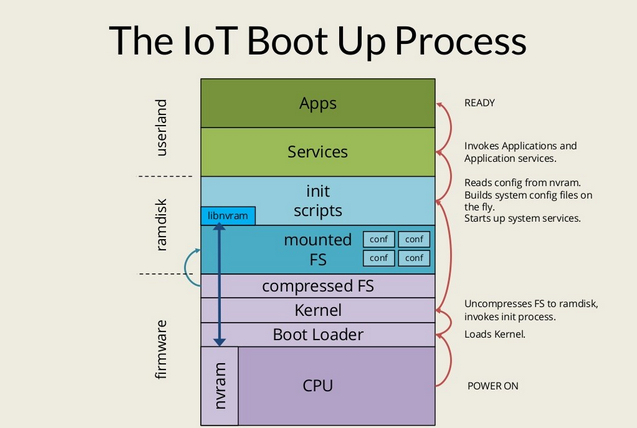 The IoT Boot Up Process
userland
ramdisk
firmware
Apps
Services
init
scripts
libnvram
mounted
FS
conf conf
conf conf
compressed FS
Kernel
Boot Loader
nvram
CPU
READY
Invokes Applications and
Application services.
Reads config from nvram.
Builds system config files on
the fly.
Starts up system services.
Uncompresses FS to ramdisk,
invokes init process.
Loads Kernel.
POWER ON